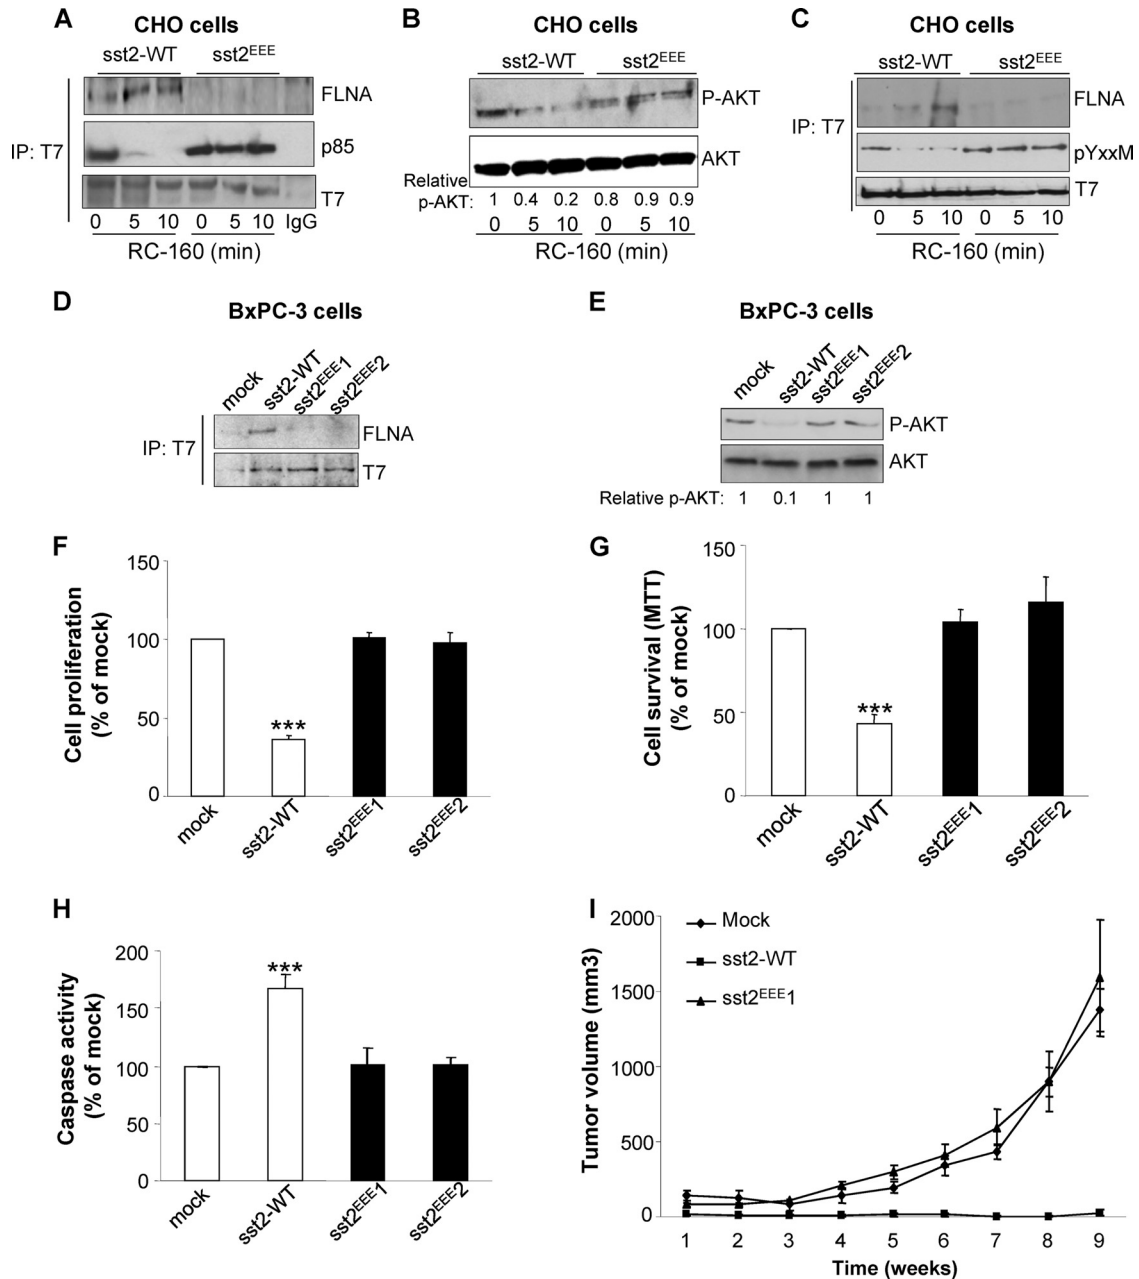 A
CHO cells
sst2-WT sst2EEE
FLNA
IP: T7
p85
T7
0 5 10 0 5 10 IgG
RC-160 (min)
B
CHO cells
sst2-WT sst2EEE
P-AKT
AKT
Relative
p-AKT: 1 0.4 0.2 0.8 0.9 0.9
0 5 10 0 5 10
RC-160 (min)
C
CHO cells
sst2-WT sst2EEE
FLNA
IP: T7
pYxxM
T7
0 5 10 0 5 10
RC-160 (min)
D
BxPC-3 cells
mock sst2-WT sst2EEE1 sst2EEE2
IP: T7
FLNA
T7
E
BxPC-3 cells
mock sst2-WT sst2EEE1 sst2EEE2
P-AKT
AKT
Relative p-AKT: 1 0.1 1 1
F
Cell proliferation
(% of mock)
150
100
50
0
***
mock sst2-WT sst2EEE1 sst2EEE2
G
Cell survival (MTT)
(% of mock)
150
100
50
0
***
mock sst2-WT sst2EEE1 sst2EEE2
H
Caspase activity
(% of mock)
200
150
100
50
0
***
mock sst2-WT sst2EEE1 sst2EEE2
I
Tumor volume (mm3)
2000
1500
1000
500
0
Mock
sst2-WT
sst2EEE1
1 2 3 4 5 6 7 8 9
Time (weeks)